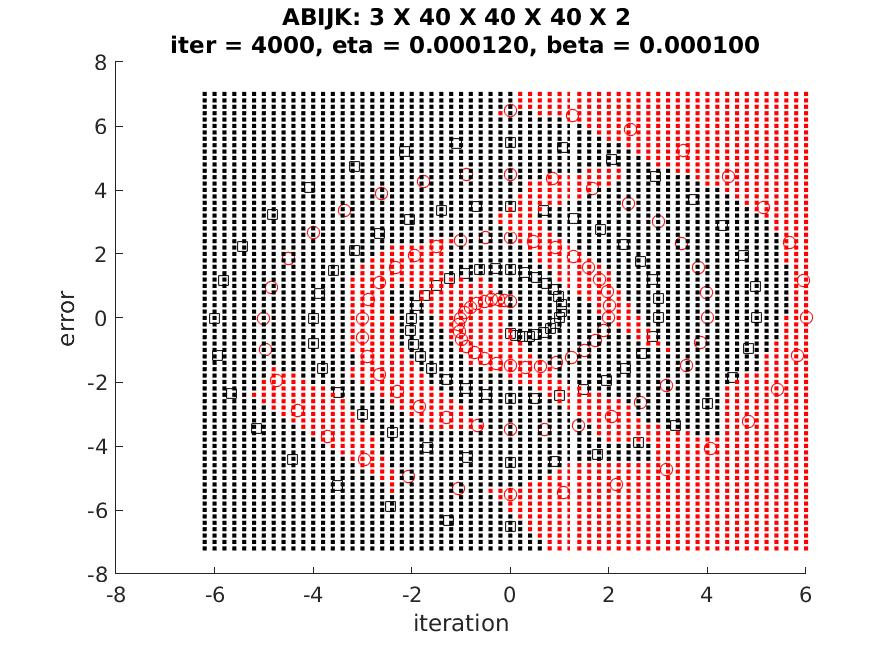 ABIJK: 3 X 40 X 40 X 40 X 2
iter = 4000, eta = 0.000120, beta = 0.000100
8
6
4
2
0
-2
-4
-6
-8
error
-8 -6 -4 -2 0 2 4 6
iteration